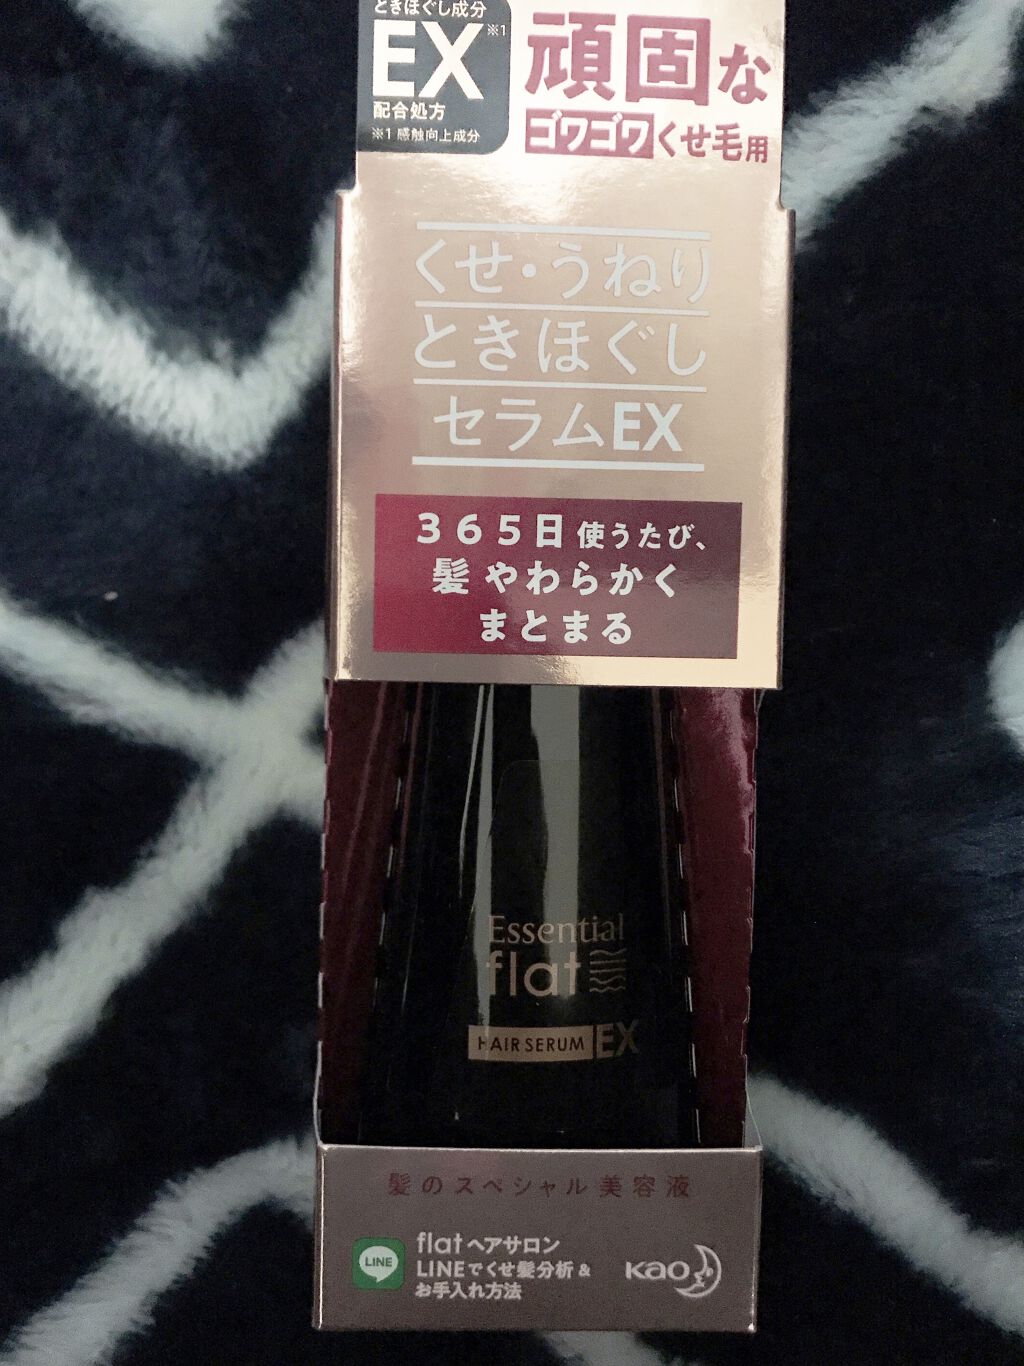 ときほぐし成分
EX※1
配合処方
※1 感触向上成分
頑固な
ゴワゴワくせ毛用
くせ・うねり
ときほぐし
セラムEX
365日 使うたび、
髪 やわらかく
まとまる
Essential
flat
HAIR SERUM EX
髪のスペシャル美容液
LINE
flat ヘアサロン
LINEでくせ髪分析 &
お手入れ方法
Kao